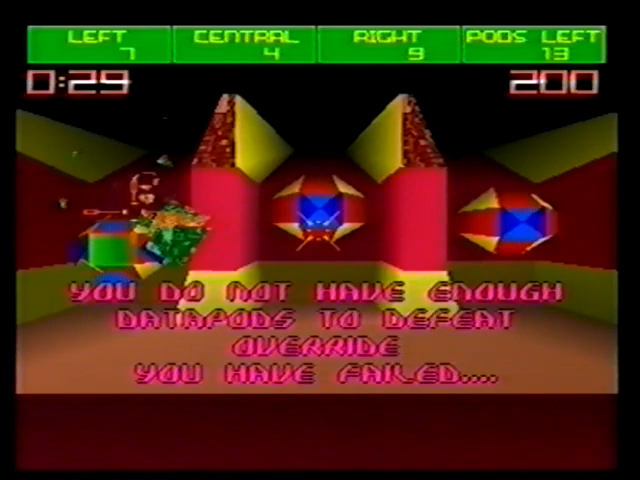 LEFT CENTRAL RIGHT PODS LEFT
7 4 9 13
0:29 200
YOU DO NOT HAVE ENOUGH
DATAPODS TO DEFEAT
OVERRIDE
YOU HAVE FAILED....